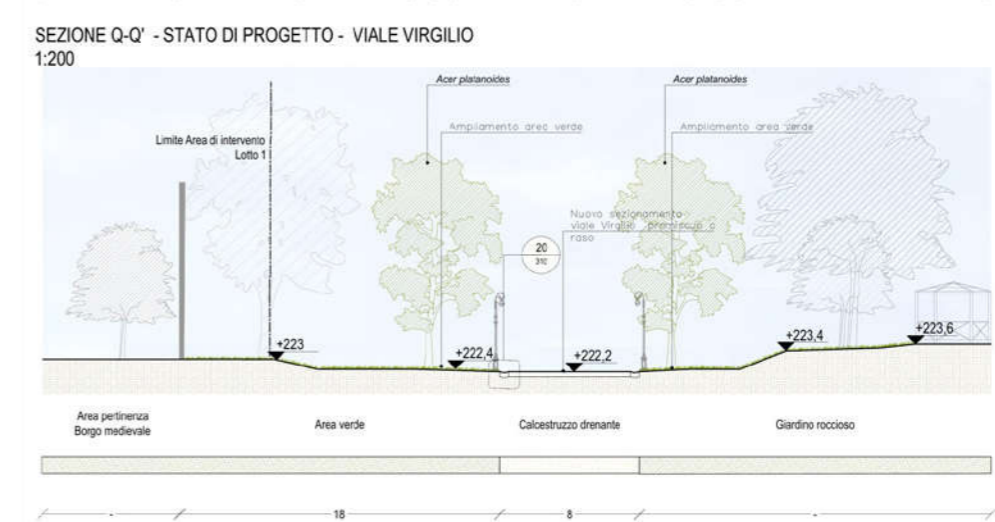 SEZIONE Q-Q' - STATO DI PROGETTO - VIALE VIRGILIO
1:200
Acer platanoides
Acer platanoides
Ampliamento area verde
Ampliamento area verde
Limite Area di intervento
Lotto 1
Nuovo sezionamento
viale Virgilio a
raso
20
310
+223
+222,4
+222,2
+223,4
+223,6
Area pertinenza
Borgo medievale
Area verde
Calcestruzzo drenante
Giardino roccioso
-
18
8
-